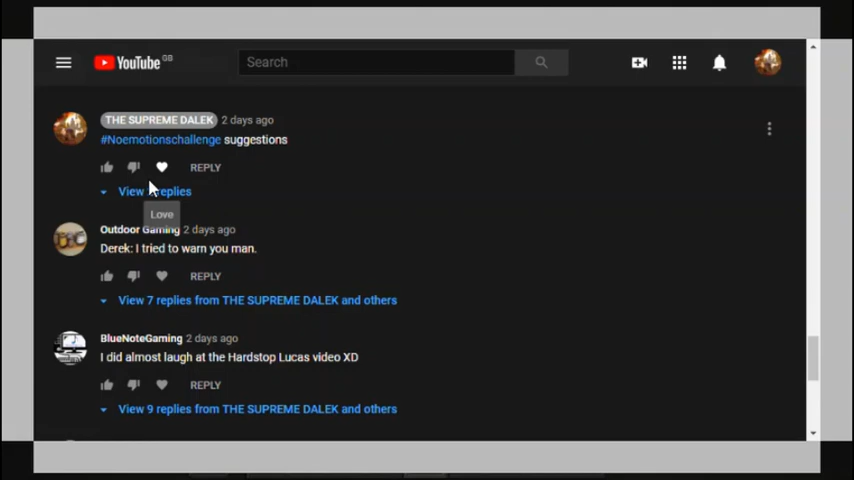 YouTube GB
Search
THE SUPREME DALEK 2 days ago
#Noemotionschallenge suggestions
REPLY
View replies
Love
Outdoor Gaming 2 days ago
Derek: I tried to warn you man.
REPLY
View 7 replies from THE SUPREME DALEK and others
BlueNoteGaming 2 days ago
I did almost laugh at the Hardstop Lucas video XD
REPLY
View 9 replies from THE SUPREME DALEK and others